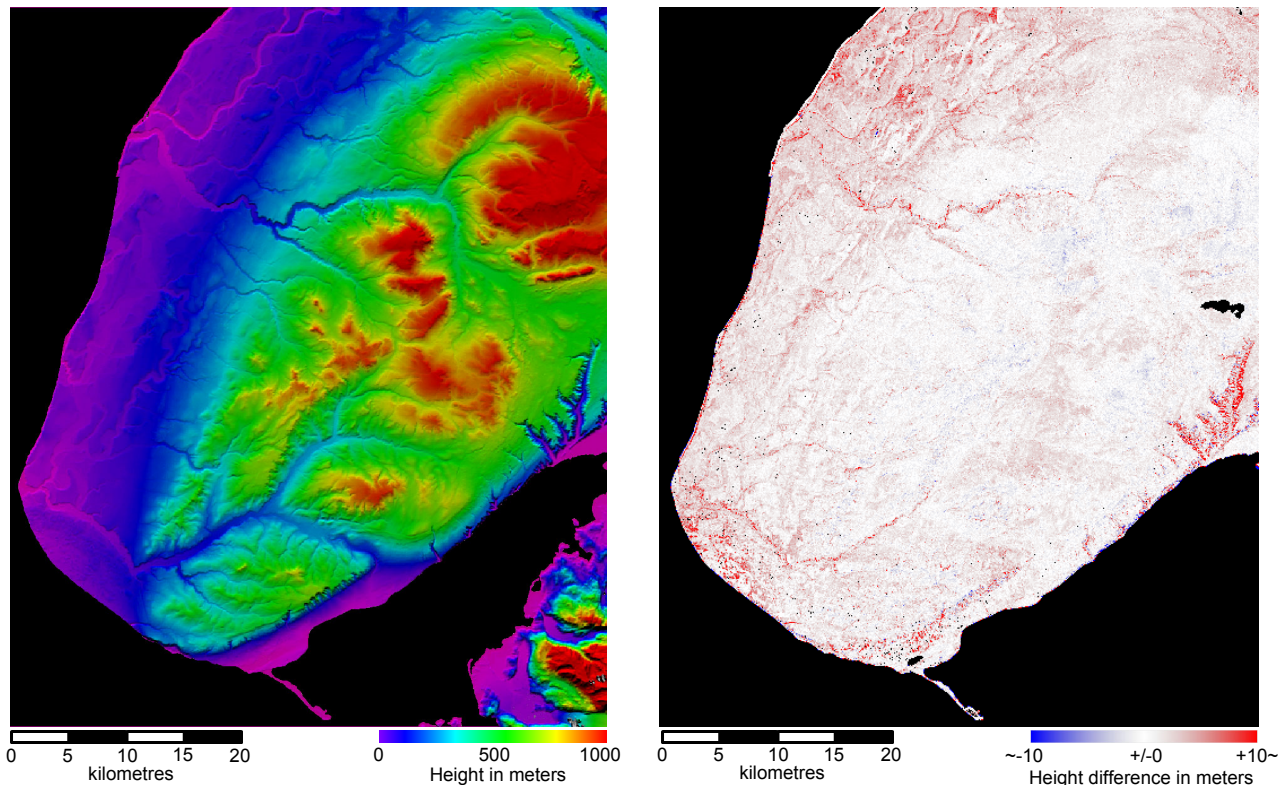 0 5 10 15 20
kilometres
0 500 1000
Height in meters
0 5 10 15 20
kilometres
~-10 +/-0 +10~
Height difference in meters